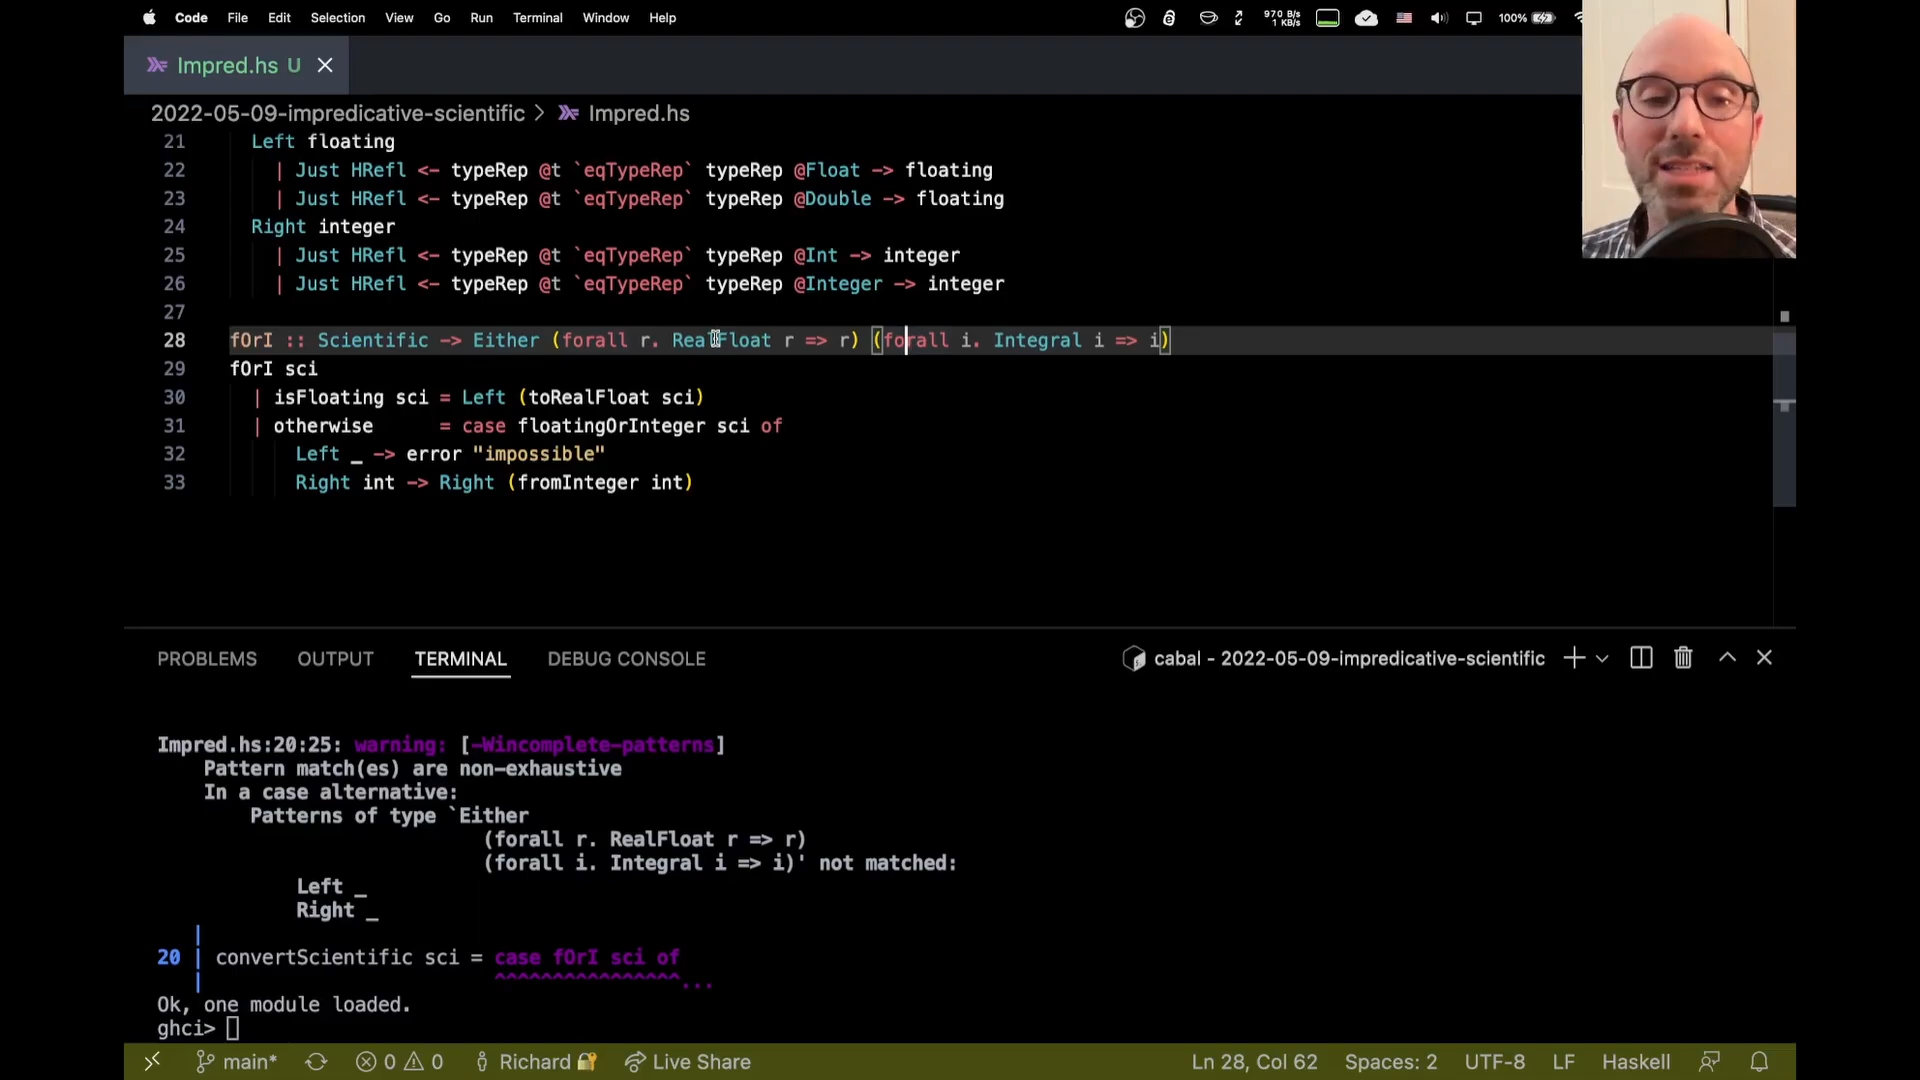 Code File Edit Selection View Go Run Terminal Window Help 970 B/s 1 KB/s 100%
Impred.hs U
2022-05-09-impredicative-scientific > Impred.hs
21 Left floating
22 | Just HRefl <- typeRep @t `eqTypeRep` typeRep @Float -> floating
23 | Just HRefl <- typeRep @t `eqTypeRep` typeRep @Double -> floating
24 Right integer
25 | Just HRefl <- typeRep @t `eqTypeRep` typeRep @Int -> integer
26 | Just HRefl <- typeRep @t `eqTypeRep` typeRep @Integer -> integer
27
28 fOrI :: Scientific -> Either (forall r. RealFloat r => r) (forall i. Integral i => i)
29 fOrI sci
30 | isFloating sci = Left (toRealFloat sci)
31 | otherwise = case floatingOrInteger sci of
32 Left _ -> error "impossible"
33 Right int -> Right (fromInteger int)
PROBLEMS OUTPUT TERMINAL DEBUG CONSOLE cabal - 2022-05-09-impredicative-scientific
Impred.hs:20:25: warning: [-Wincomplete-patterns]
Pattern match(es) are non-exhaustive
In a case alternative:
Patterns of type `Either
(forall r. RealFloat r => r)
(forall i. Integral i => i)' not matched:
Left _
Right _
|
20 | convertScientific sci = case fOrI sci of
| ^^^^^^^^^^^^^^^^...
Ok, one module loaded.
ghci>
main* 0 0 Richard Live Share Ln 28, Col 62 Spaces: 2 UTF-8 LF Haskell